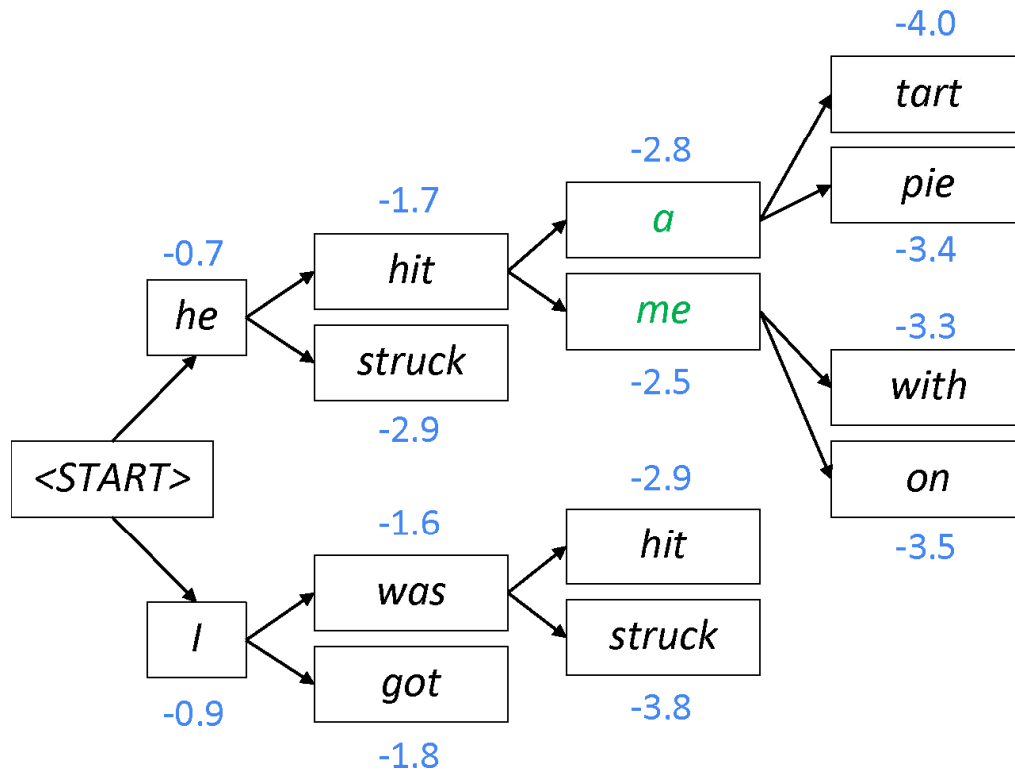 -4.0
tart
-2.8
pie
-1.7
a
-3.4
-0.7
hit
he
me
-3.3
struck
-2.5
with
-2.9
<START>
-2.9
on
-1.6
hit
-3.5
was
I
struck
got
-0.9
-3.8
-1.8